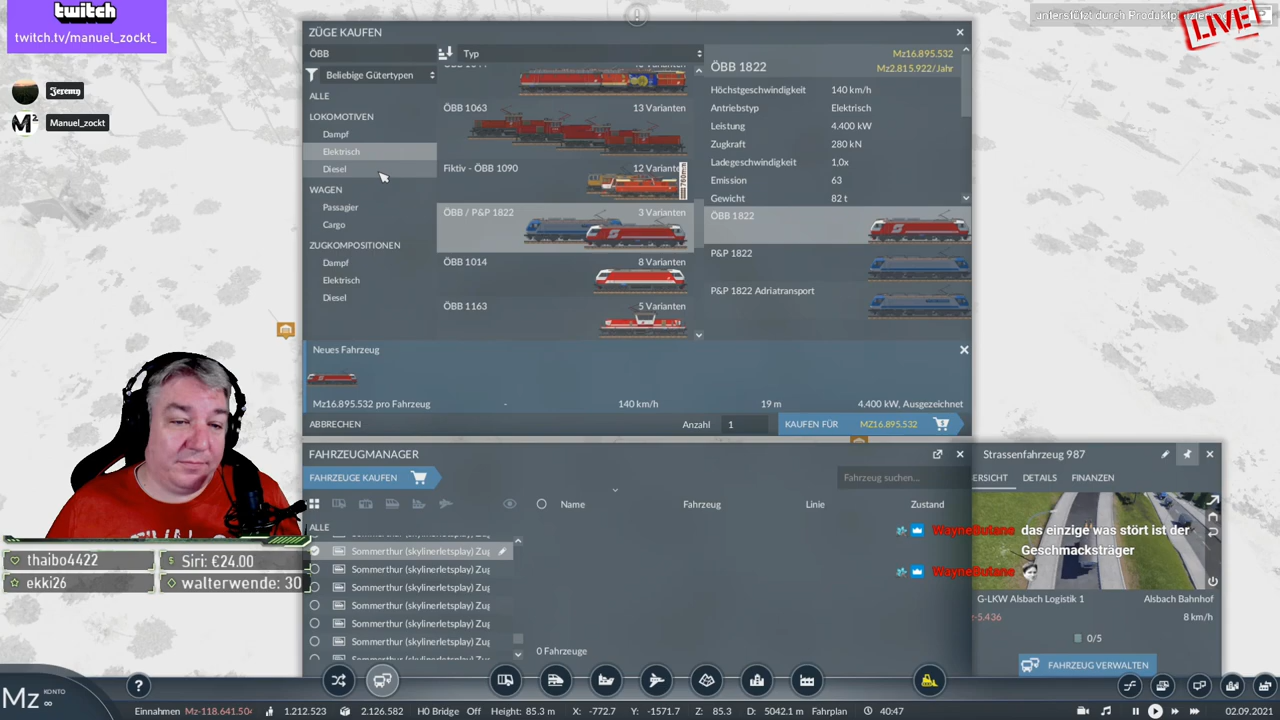 twitch
twitch.tv/manuel_zockt_
unterstützt durch Produktplatzierung
LIVE!
Jeremy
Manuel_zockt
ZÜGE KAUFEN
ÖBB
Typ
Beliebige Gütertypen
ALLE
LOKOMOTIVEN
Dampf
Elektrisch
Diesel
WAGEN
Passagier
Cargo
ZUGKOMPOSITIONEN
Dampf
Elektrisch
Diesel
ÖBB 1063
13 Varianten
Fiktiv - ÖBB 1090
12 Varianten
ÖBB / P&P 1822
3 Varianten
ÖBB 1014
8 Varianten
ÖBB 1163
5 Varianten
Mz16.895.532
Mz2.815.922/Jahr
ÖBB 1822
Höchstgeschwindigkeit 140 km/h
Antriebstyp Elektrisch
Leistung 4.400 kW
Zugkraft 280 kN
Ladegeschwindigkeit 1,0x
Emission 63
Gewicht 82 t
ÖBB 1822
P&P 1822
P&P 1822 Adriatransport
Neues Fahrzeug
Mz16.895.532 pro Fahrzeug - 140 km/h 19 m 4.400 kW, Ausgezeichnet
ABBRECHEN Anzahl 1 KAUFEN FÜR MZ16.895.532
FAHRZEUGMANAGER
FAHRZEUGE KAUFEN Fahrzeug suchen...
Name Fahrzeug Linie Zustand
ALLE
Sommerthur (skylinerletsplay) Zug
Sommerthur (skylinerletsplay) Zug
Sommerthur (skylinerletsplay) Zug
Sommerthur (skylinerletsplay) Zug
Sommerthur (skylinerletsplay) Zug
Sommerthur (skylinerletsplay) Zug
0 Fahrzeuge
Strassenfahrzeug 987
ERSICHT DETAILS FINANZEN
WayneButane das einzige was stört ist der
Geschmacksträger
WayneButane
G-LKW Alsbach Logistik 1 Alsbach Bahnhof
-5.436 8 km/h
0/5
FAHRZEUG VERWALTEN
thaibo4422
Siri: €24.00
ekki26
walterwende: 30
Mz KONTO ∞
?
Einnahmen Mz-118.641.504 1.212.523 2.126.582 H0 Bridge Off Height: 85.3 m X: -772.7 Y: -1571.7 Z: 85.3 D: 5042.1 m Fahrplan 40:47 02.09.2021